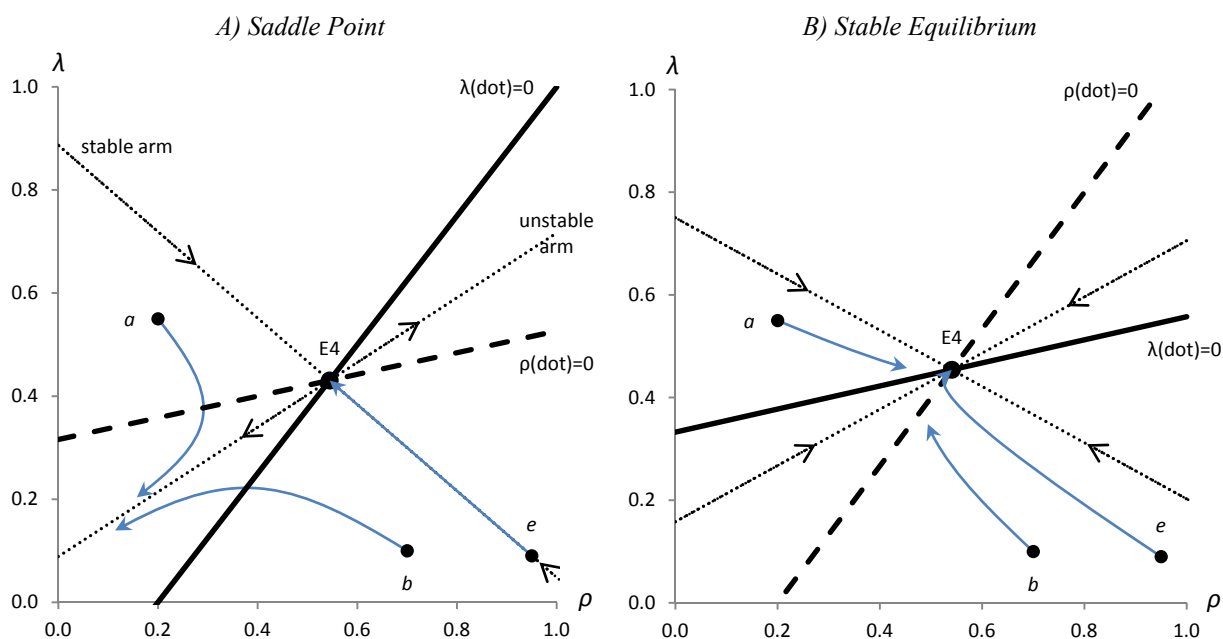 A) Saddle Point
λ
1.0
0.8
0.6
0.4
0.2
0.0
0.0 0.2 0.4 0.6 0.8 1.0
ρ
λ(dot)=0
stable arm
unstable
arm
E4
ρ(dot)=0
a
b
e
B) Stable Equilibrium
λ
1.0
0.8
0.6
0.4
0.2
0.0
0.0 0.2 0.4 0.6 0.8 1.0
ρ
ρ(dot)=0
E4
λ(dot)=0
a
b
e